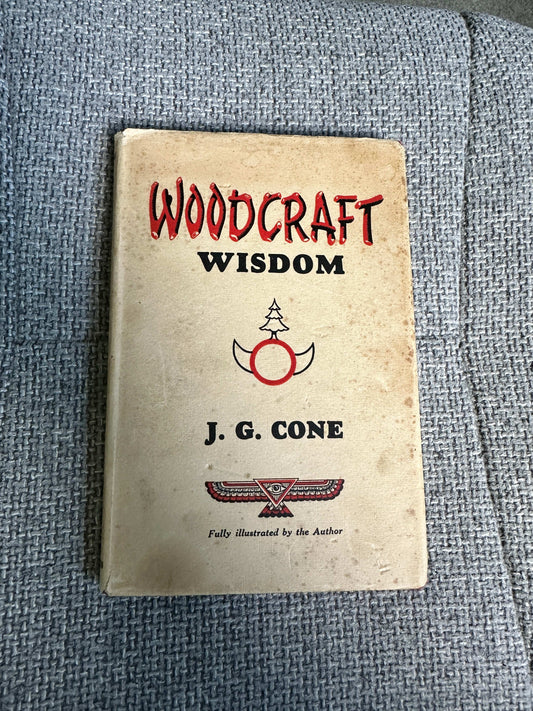 WOODCRAFT
WISDOM
J. G. CONE
Fully illustrated by the Author